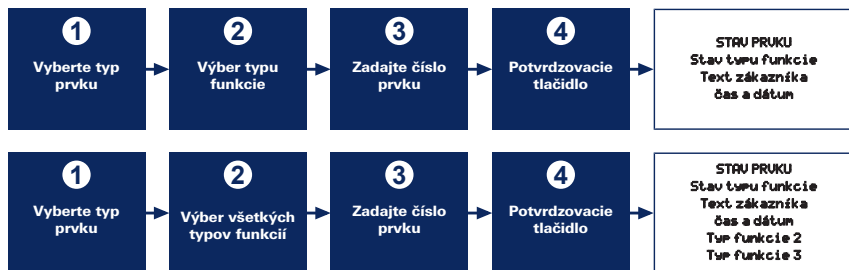 1
Vyberte typ
prvku
2
Výber typu
funkcie
3
Zadajte číslo
prvku
4
Potvrdzovacie
tlačidlo
STAV PRVKU
Stav typu funkcie
Text zákazníka
čas a dátum
1
Vyberte typ
prvku
2
Výber všetkých
typov funkcií
3
Zadajte číslo
prvku
4
Potvrdzovacie
tlačidlo
STAV PRVKU
Stav typu funkcie
Text zákazníka
čas a dátum
Typ funkcie 2
Typ funkcie 3